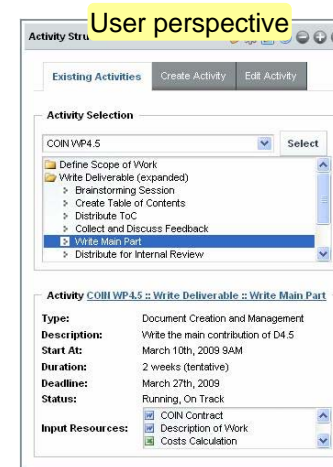 User perspective
Activity Stru
Existing Activities Create Activity Edit Activity
Activity Selection
COIN WP4.5 Select
Define Scope of Work
Write Deliverable (expanded)
Brainstorming Session
Create Table of Contents
Distribute ToC
Collect and Discuss Feedback
Write Main Part
Distribute for Internal Review
Activity COIN WP4.5 :: Write Deliverable :: Write Main Part
Type: Document Creation and Management
Description: Write the main contribution of D4.5
Start At: March 10th, 2009 9AM
Duration: 2 weeks (tentative)
Deadline: March 27th, 2009
Status: Running, On Track
Input Resources: COIN Contract
Description of Work
Costs Calculation